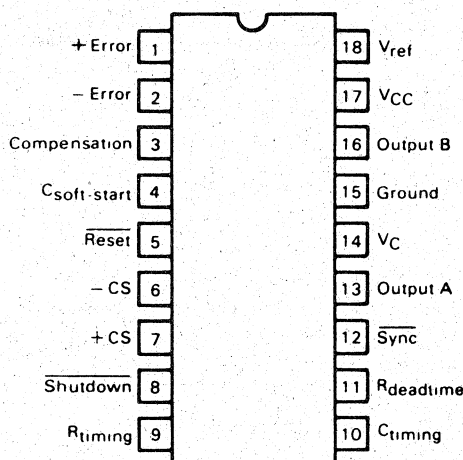 + Error 1 18 Vref
− Error 2 17 VCC
Compensation 3 16 Output B
Csoft-start 4 15 Ground
Reset 5 14 VC
− CS 6 13 Output A
+ CS 7 12 Sync
Shutdown 8 11 Rdeadtime
Rtiming 9 10 Ctiming